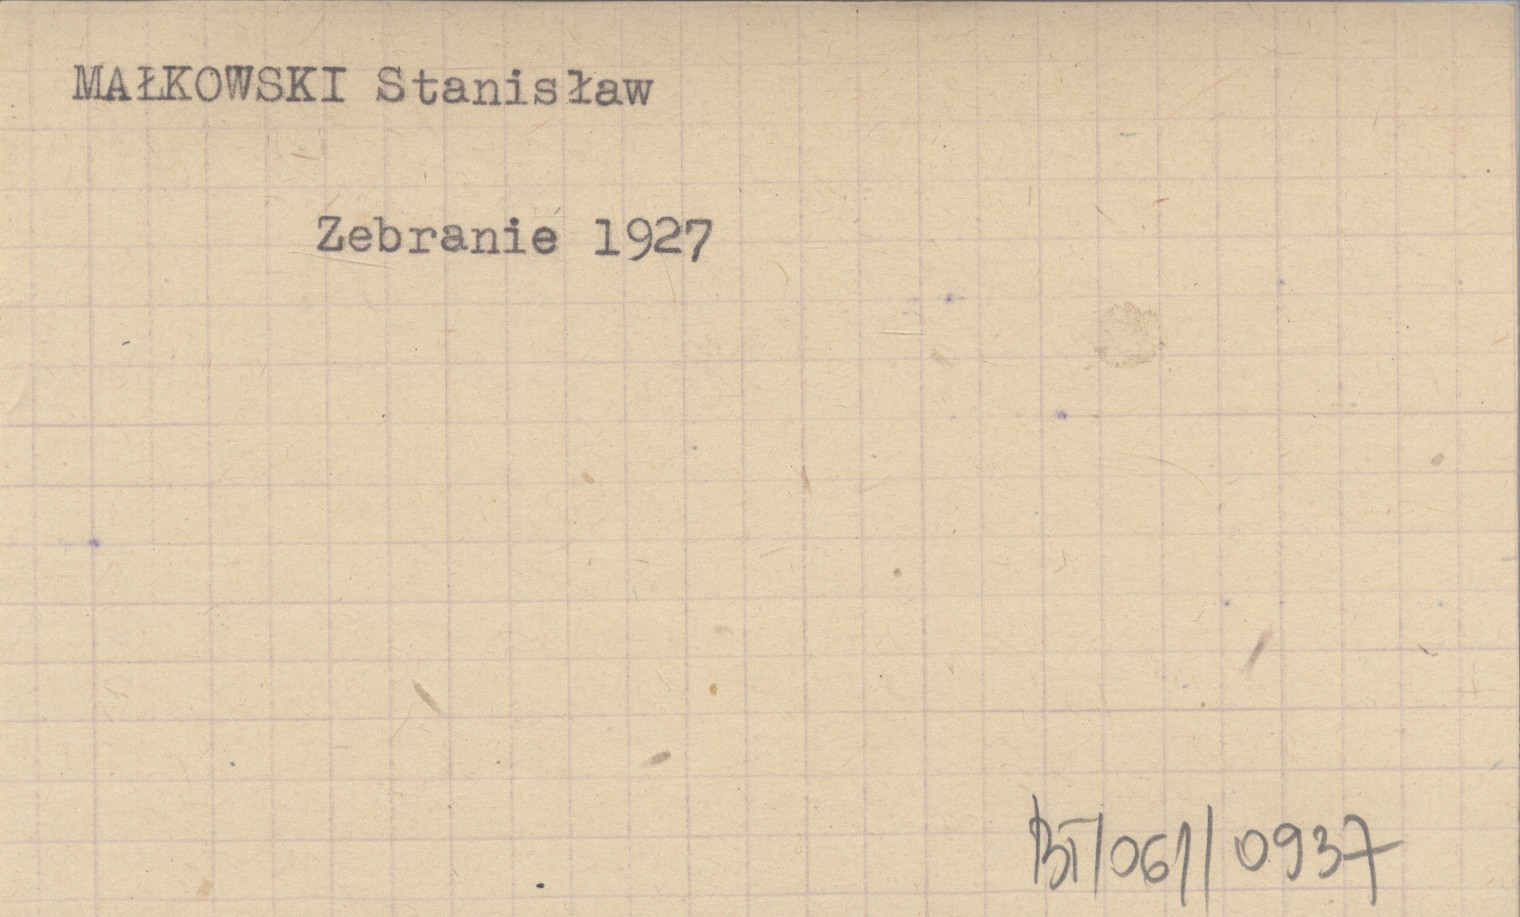 MAŁKOWSKI Stanisław
Zebranie 1927
BT/061/0937